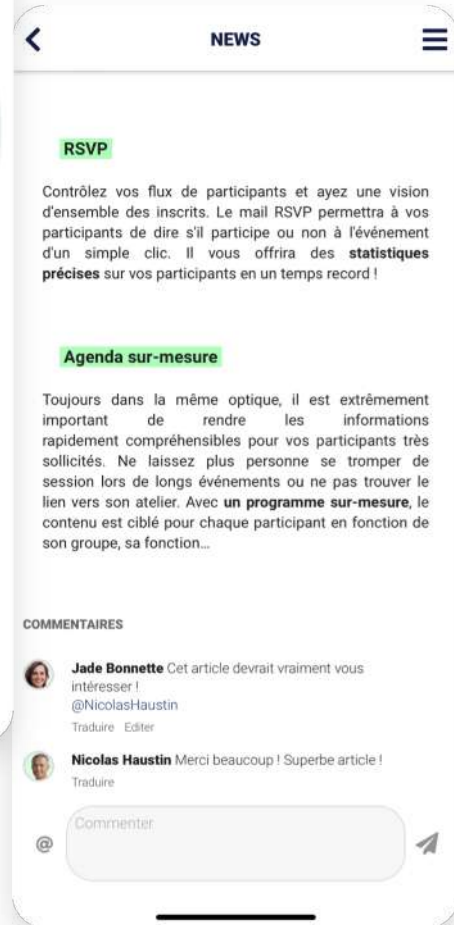 NEWS
RSVP
Contrôlez vos flux de participants et ayez une vision
d'ensemble des inscrits. Le mail RSVP permettra à vos
participants de dire s'il participe ou non à l'événement
d'un simple clic. Il vous offrira des statistiques
précises sur vos participants en un temps record !
Agenda sur-mesure
Toujours dans la même optique, il est extrêmement
important de rendre les informations
rapidement compréhensibles pour vos participants très
sollicités. Ne laissez plus personne se tromper de
session lors de longs événements ou ne pas trouver le
lien vers son atelier. Avec un programme sur-mesure, le
contenu est ciblé pour chaque participant en fonction de
son groupe, sa fonction...
COMMENTAIRES
Jade Bonnette Cet article devrait vraiment vous
intéresser !
@NicolasHaustin
Traduire Editer
Nicolas Haustin Merci beaucoup ! Superbe article !
Traduire
@ Commenter